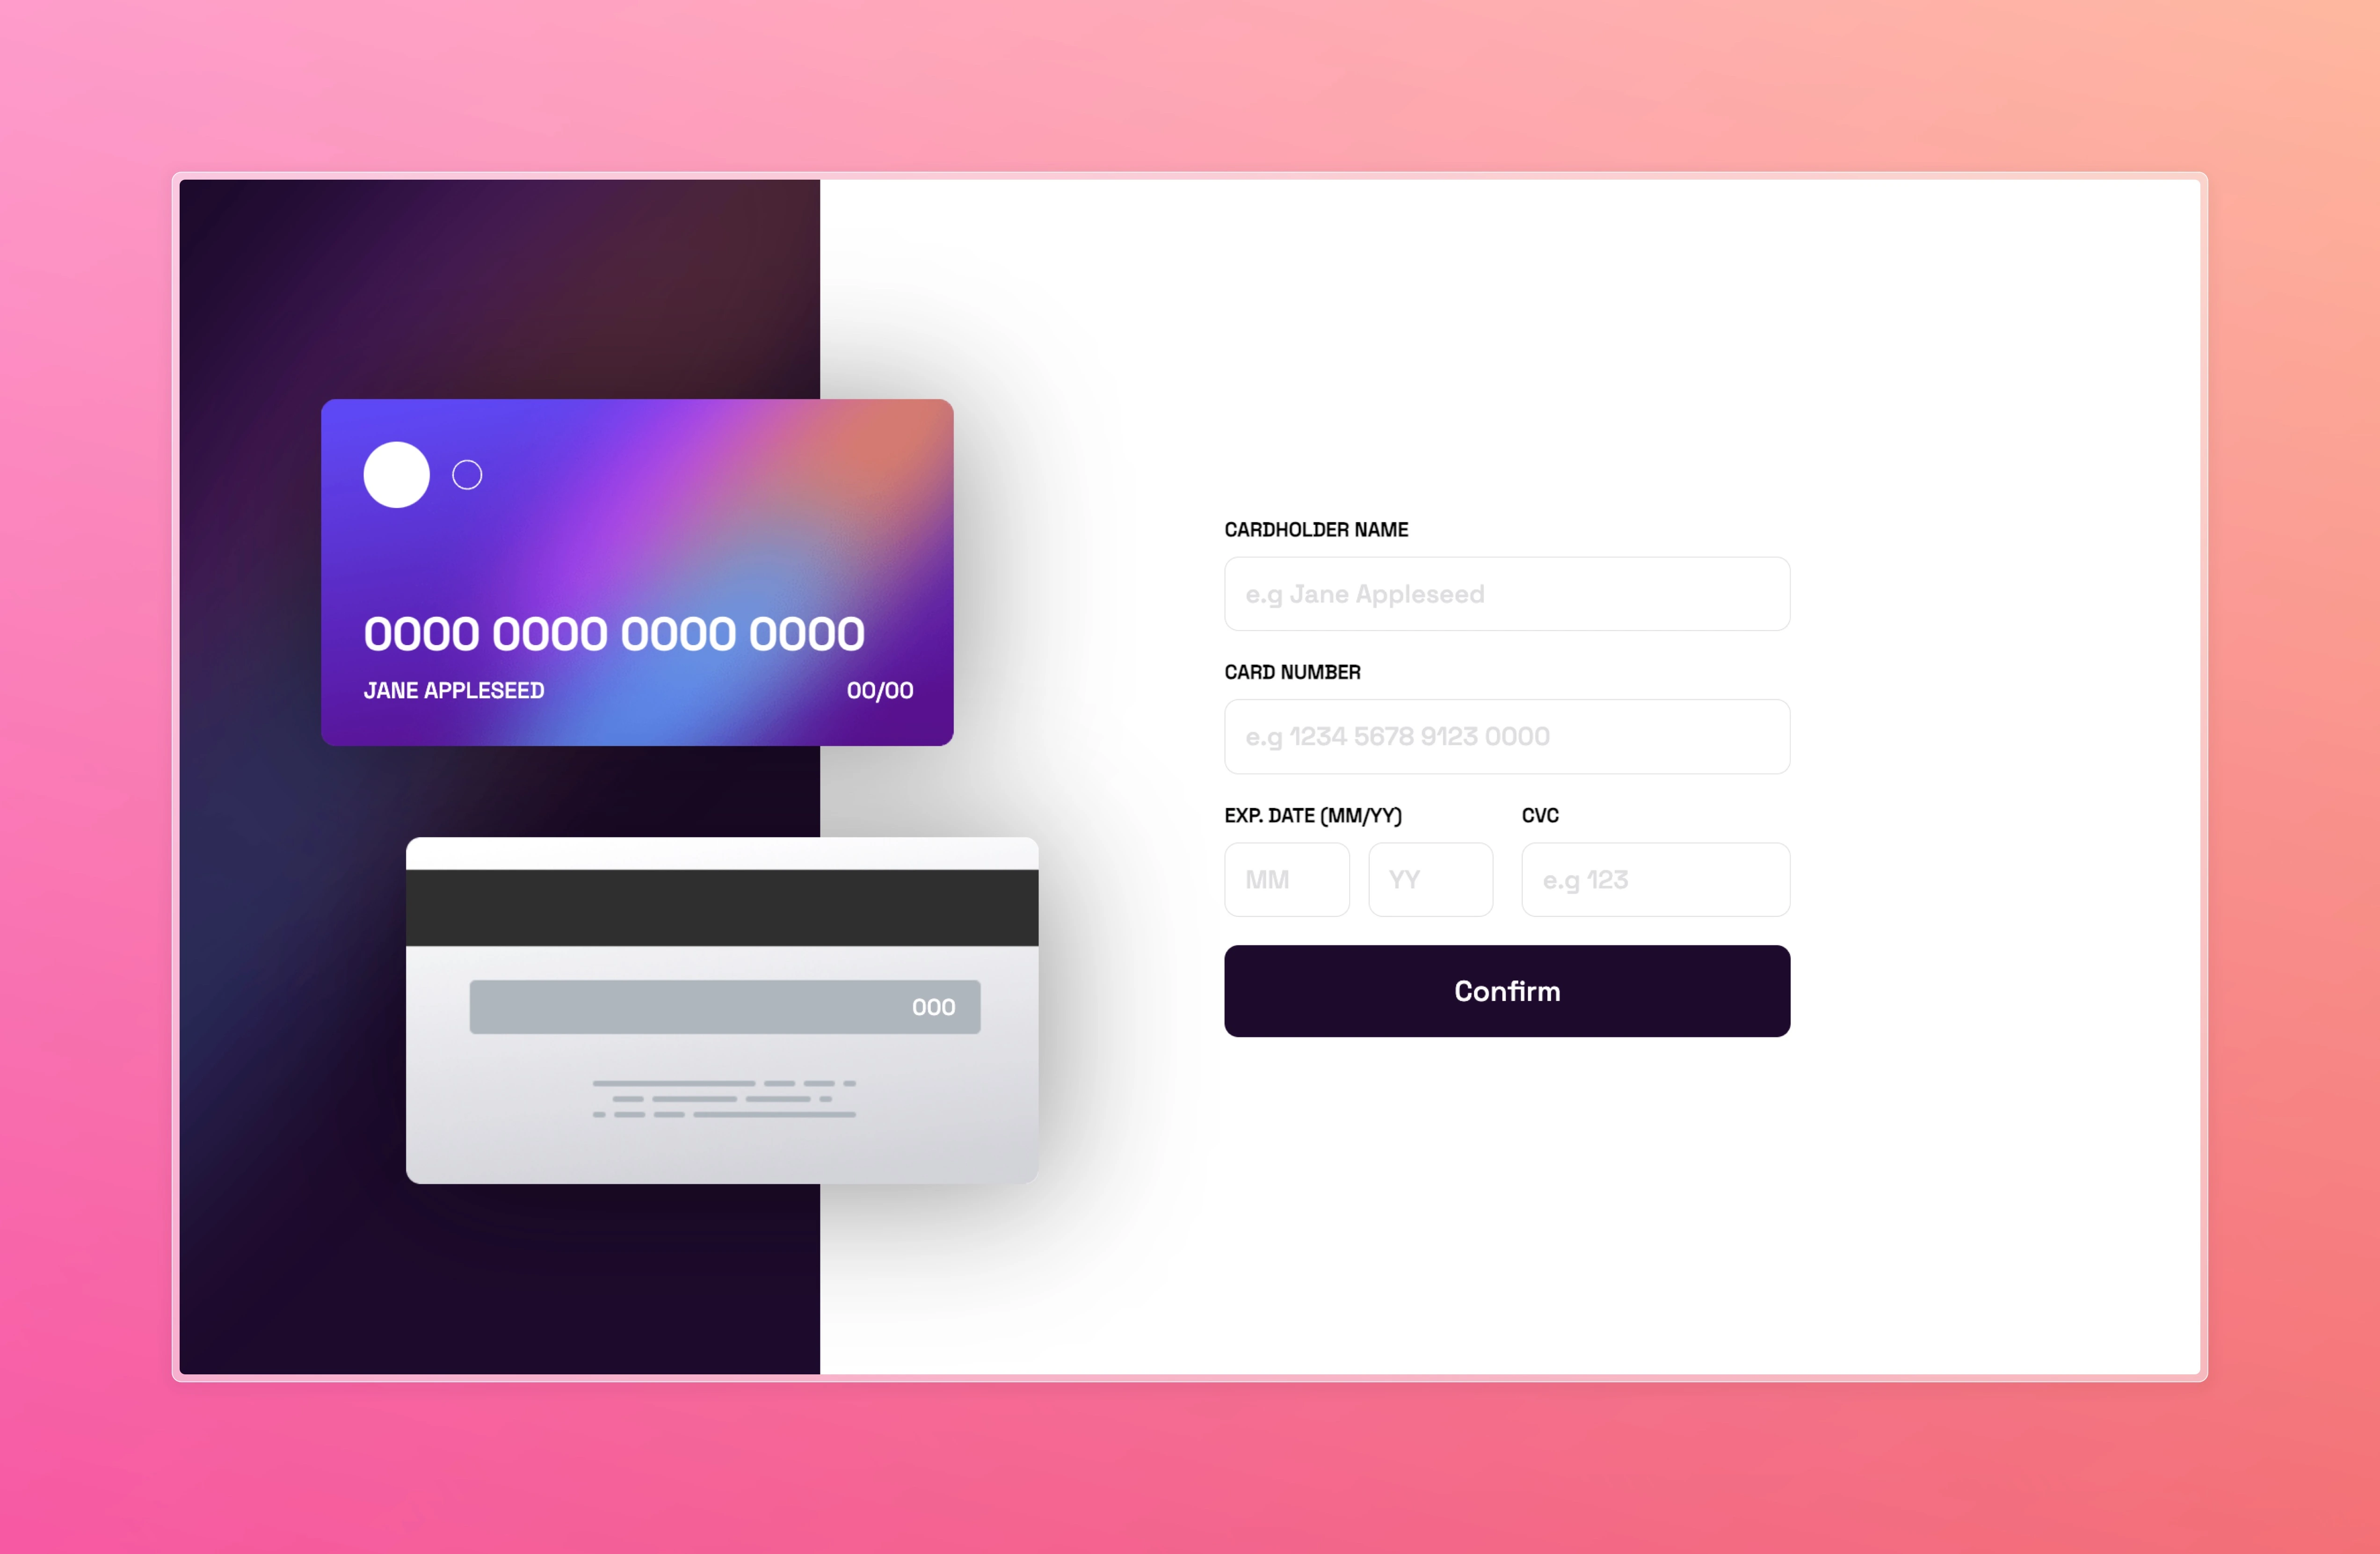 0000 0000 0000 0000
JANE APPLESEED 00/00
000
CARDHOLDER NAME
e.g Jane Appleseed
CARD NUMBER
e.g 1234 5678 9123 0000
EXP. DATE (MM/YY) CVC
MM YY e.g 123
Confirm